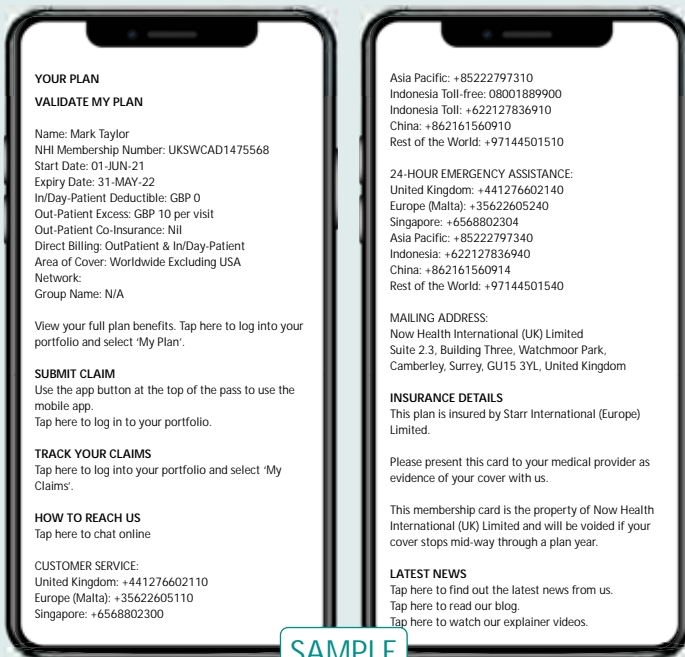 YOUR PLAN
VALIDATE MY PLAN
Name: Mark Taylor
NHI Membership Number: UKSWCAD1475568
Start Date: 01-JUN-21
Expiry Date: 31-MAY-22
In/Day-Patient Deductible: GBP 0
Out-Patient Excess: GBP 10 per visit
Out-Patient Co-Insurance: Nil
Direct Billing: OutPatient & In/Day-Patient
Area of Cover: Worldwide Excluding USA
Network:
Group Name: N/A
View your full plan benefits. Tap here to log into your
portfolio and select ‘My Plan’.
SUBMIT CLAIM
Use the app button at the top of the pass to use the
mobile app.
Tap here to log in to your portfolio.
TRACK YOUR CLAIMS
Tap here to log into your portfolio and select ‘My
Claims’.
HOW TO REACH US
Tap here to chat online
CUSTOMER SERVICE:
United Kingdom: +441276602110
Europe (Malta): +35622605110
Singapore: +6568802300
Asia Pacific: +85222797310
Indonesia Toll-free: 08001889900
Indonesia Toll: +622127836910
China: +862161560910
Rest of the World: +97144501510
24-HOUR EMERGENCY ASSISTANCE:
United Kingdom: +441276602140
Europe (Malta): +35622605240
Singapore: +6568802304
Asia Pacific: +85222797340
Indonesia: +622127836940
China: +862161560914
Rest of the World: +97144501540
MAILING ADDRESS:
Now Health International (UK) Limited
Suite 2.3, Building Three, Watchmoor Park,
Camberley, Surrey, GU15 3YL, United Kingdom
INSURANCE DETAILS
This plan is insured by Starr International (Europe)
Limited.
Please present this card to your medical provider as
evidence of your cover with us.
This membership card is the property of Now Health
International (UK) Limited and will be voided if your
cover stops mid-way through a plan year.
LATEST NEWS
Tap here to find out the latest news from us.
Tap here to read our blog.
Tap here to watch our explainer videos.
SAMPLE